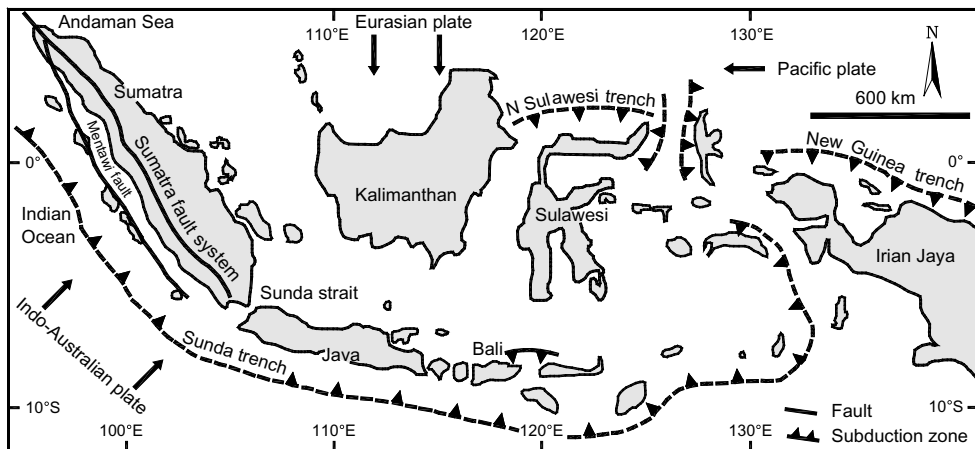 Andaman Sea
Eurasian plate
110°E
120°E
130°E
N
Pacific plate
600 km
Sumatra
N Sulawesi trench
New Guinea trench
0°
0°
Mentawi fault
Sumatra fault system
Kalimanthan
Sulawesi
Indian
Ocean
Irian Jaya
Sunda strait
Indo-Australian plate
Sunda trench
Java
Bali
10°S
10°S
Fault
Subduction zone
100°E
110°E
120°E
130°E